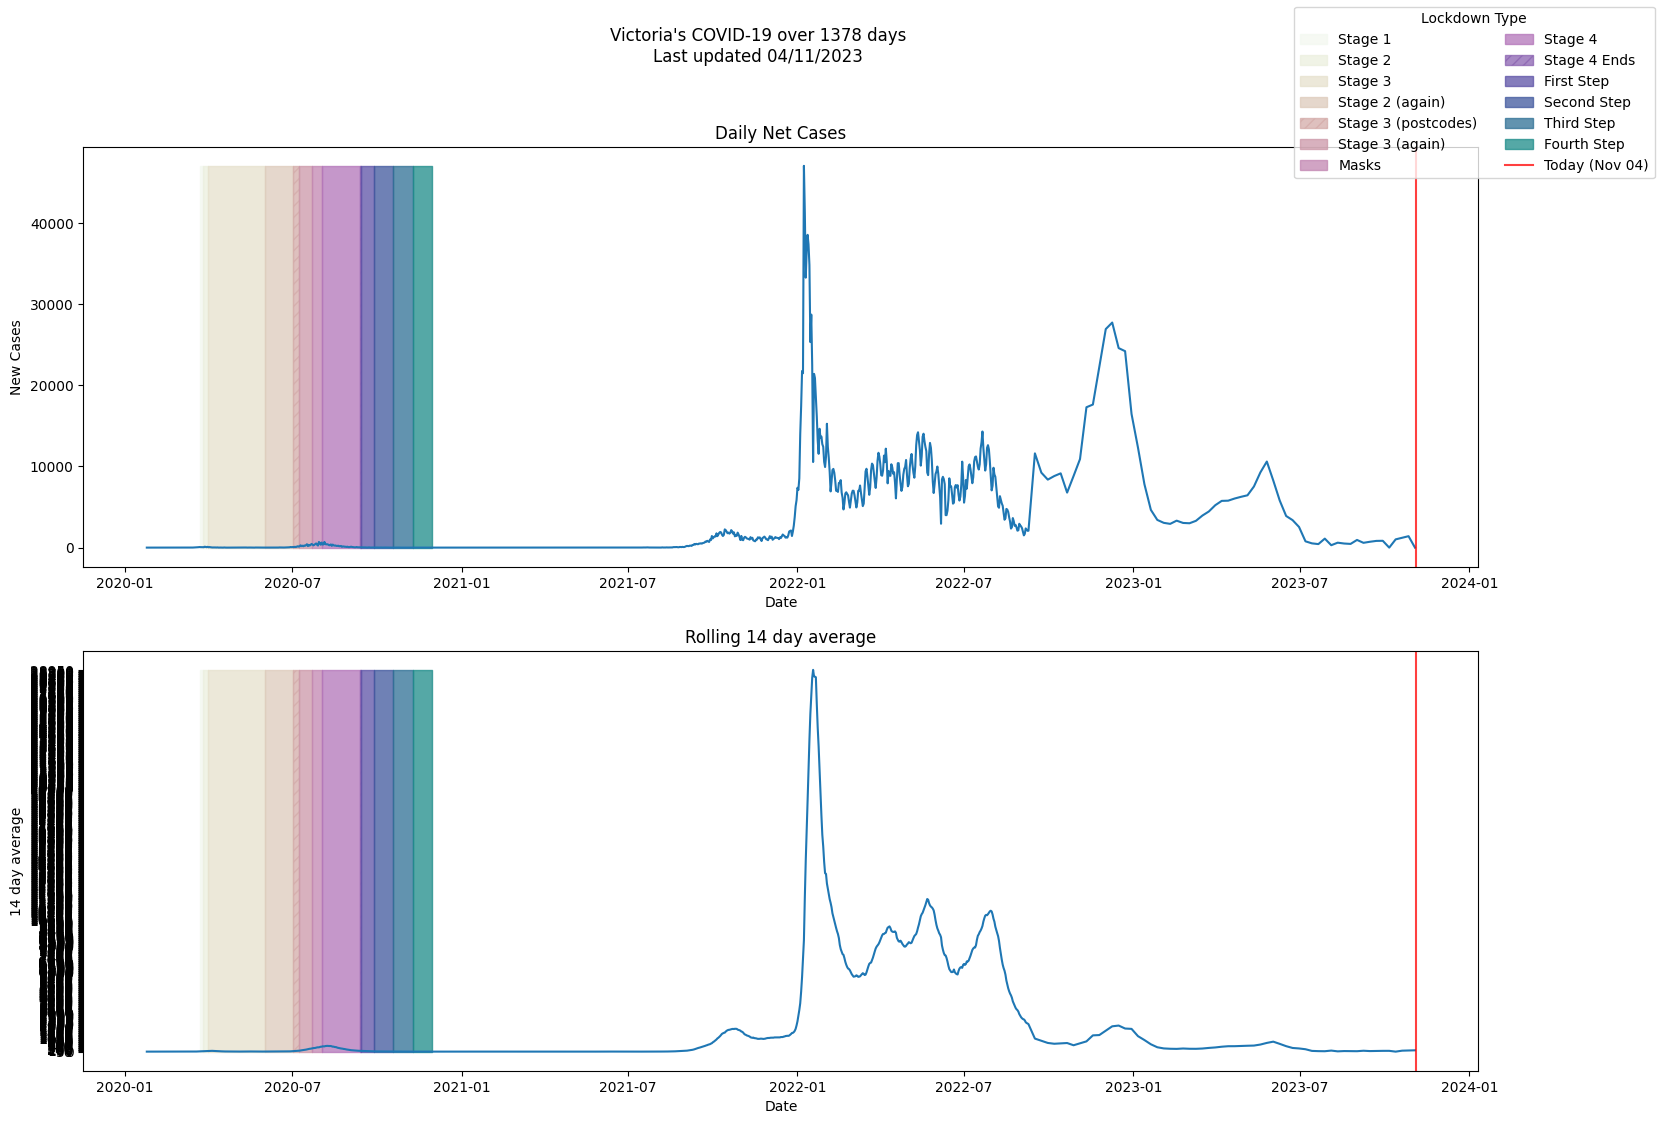 Victoria's COVID-19 over 1378 days
Last updated 04/11/2023
Lockdown Type
Stage 1
Stage 2
Stage 3
Stage 2 (again)
Stage 3 (postcodes)
Stage 3 (again)
Masks
Stage 4
Stage 4 Ends
First Step
Second Step
Third Step
Fourth Step
Today (Nov 04)
Daily Net Cases
New Cases
40000
30000
20000
10000
0
2020-01 2020-07 2021-01 2021-07 2022-01 2022-07 2023-01 2023-07 2024-01
Date
Rolling 14 day average
14 day average
2020-01 2020-07 2021-01 2021-07 2022-01 2022-07 2023-01 2023-07 2024-01
Date